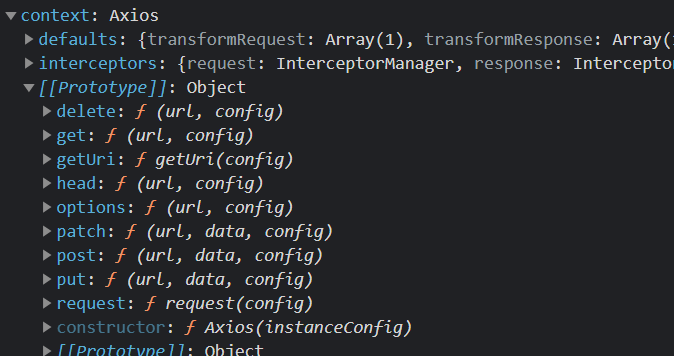 context: Axios
defaults: {transformRequest: Array(1), transformResponse: Array(
interceptors: {request: InterceptorManager, response: Interceptor
[[Prototype]]: Object
delete: ƒ (url, config)
get: ƒ (url, config)
getUri: ƒ getUri(config)
head: ƒ (url, config)
options: ƒ (url, config)
patch: ƒ (url, data, config)
post: ƒ (url, data, config)
put: ƒ (url, data, config)
request: ƒ request(config)
constructor: ƒ Axios(instanceConfig)
[[Prototype]]: Object